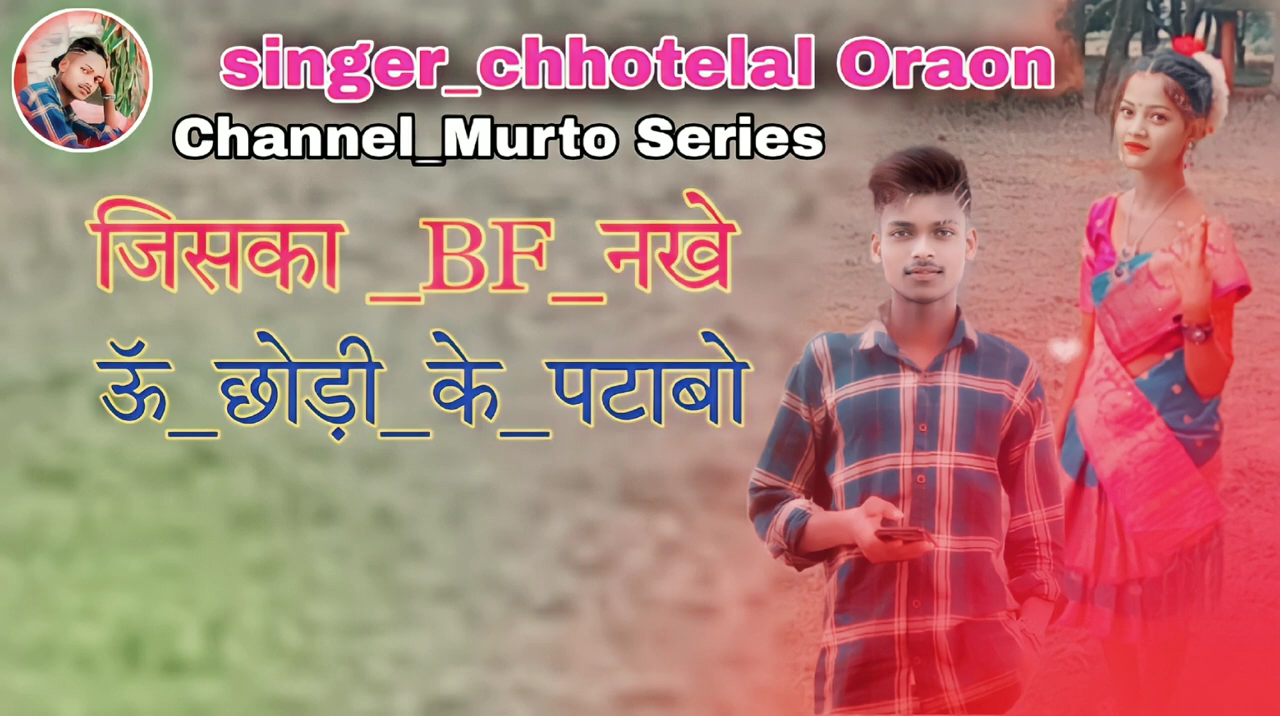 singer_chhotelal Oraon
Channel_Murto Series
जिसका _BF_नखे
ऊॅ_छोड़ी_के_पटाबो